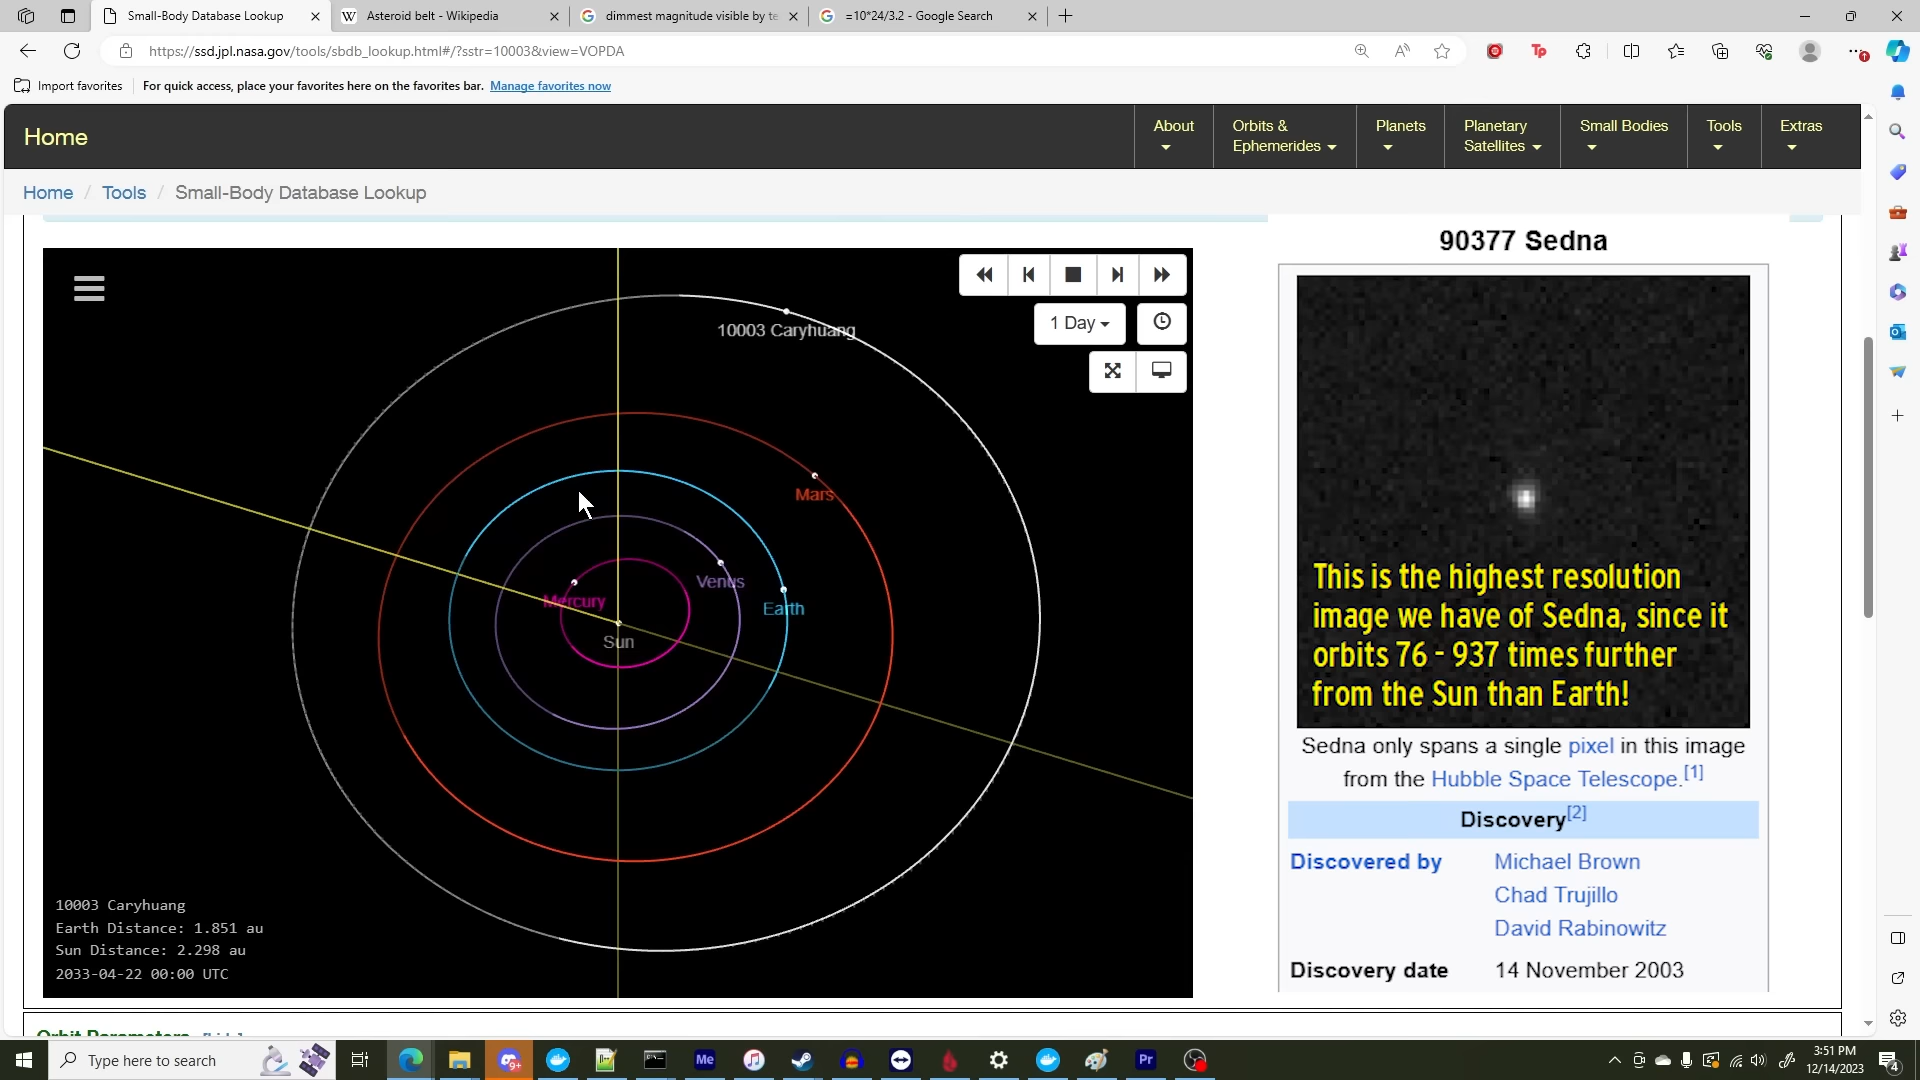 Small-Body Database Lookup
Asteroid belt - Wikipedia
dimmest magnitude visible by te
=10*24/3.2 - Google Search
https://ssd.jpl.nasa.gov/tools/sbdb_lookup.html#/?sstr=10003&view=VOPDA
Import favorites
For quick access, place your favorites here on the favorites bar. Manage favorites now
Home
About
Orbits &
Ephemerides
Planets
Planetary
Satellites
Small Bodies
Tools
Extras
Home / Tools / Small-Body Database Lookup
1 Day
10003 Caryhuang
Mars
Venus
Mercury
Earth
Sun
10003 Caryhuang
Earth Distance: 1.851 au
Sun Distance: 2.298 au
2033-04-22 00:00 UTC
90377 Sedna
This is the highest resolution
image we have of Sedna, since it
orbits 76 - 937 times further
from the Sun than Earth!
Sedna only spans a single pixel in this image
from the Hubble Space Telescope.[1]
Discovery[2]
Discovered by Michael Brown
Chad Trujillo
David Rabinowitz
Discovery date 14 November 2003
Type here to search
9+
Me
Pr
3:51 PM
12/14/2023
4